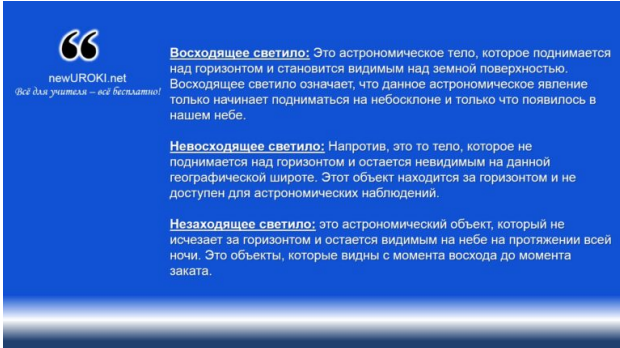 newUROKI.net
Всё для учителя – всё бесплатно!
Восходящее светило: Это астрономическое тело, которое поднимается
над горизонтом и становится видимым над земной поверхностью.
Восходящее светило означает, что данное астрономическое явление
только начинает подниматься на небосклоне и только что появилось в
нашем небе.
Невосходящее светило: Напротив, это то тело, которое не
поднимается над горизонтом и остается невидимым на данной
географической широте. Этот объект находится за горизонтом и не
доступен для астрономических наблюдений.
Незаходящее светило: это астрономический объект, который не
исчезает за горизонтом и остается видимым на небе на протяжении всей
ночи. Это объекты, которые видны с момента восхода до момента
заката.